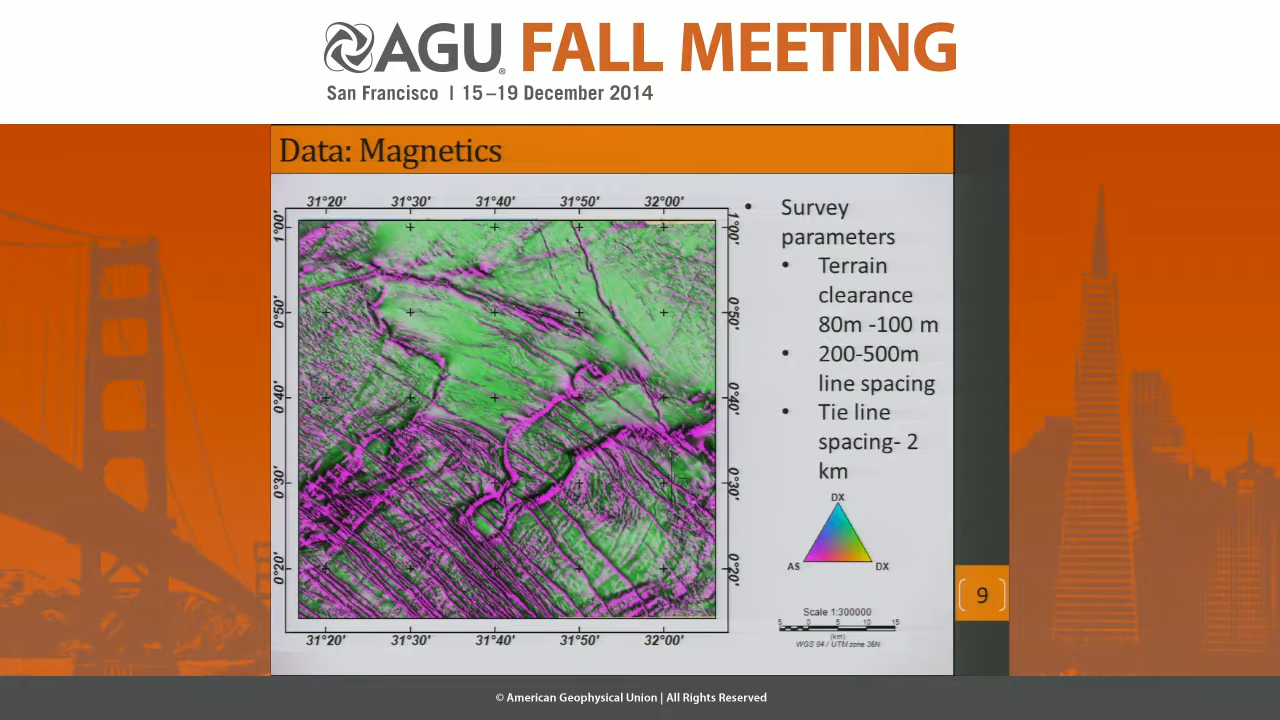 AGU FALL MEETING
San Francisco | 15–19 December 2014
Data: Magnetics
31°20' 31°30' 31°40' 31°50' 32°00'
1°00' 1°00'
0°50' 0°50'
0°40' 0°40'
0°30' 0°30'
0°20' 0°20'
31°20' 31°30' 31°40' 31°50' 32°00'
• Survey
parameters
• Terrain
clearance
80m -100 m
• 200-500m
line spacing
• Tie line
spacing- 2
km
DX
AS DX
Scale 1:300000
5 0 5 10 15
(km)
WGS 84 / UTM zone 36N
9
© American Geophysical Union | All Rights Reserved